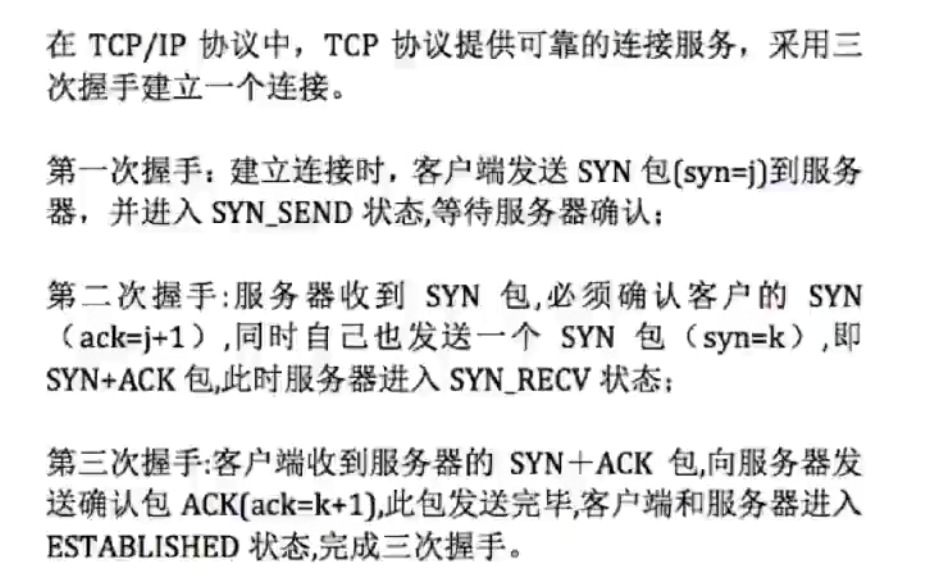 在 TCP/IP 协议中，TCP 协议提供可靠的连接服务，采用三
次握手建立一个连接。
第一次握手：建立连接时，客户端发送 SYN 包(syn=j)到服务
器，并进入 SYN_SEND 状态,等待服务器确认；
第二次握手:服务器收到 SYN 包,必须确认客户的 SYN
（ack=j+1）,同时自己也发送一个 SYN 包（syn=k）,即
SYN+ACK 包,此时服务器进入 SYN_RECV 状态；
第三次握手:客户端收到服务器的 SYN＋ACK 包,向服务器发
送确认包 ACK(ack=k+1),此包发送完毕,客户端和服务器进入
ESTABLISHED 状态,完成三次握手。